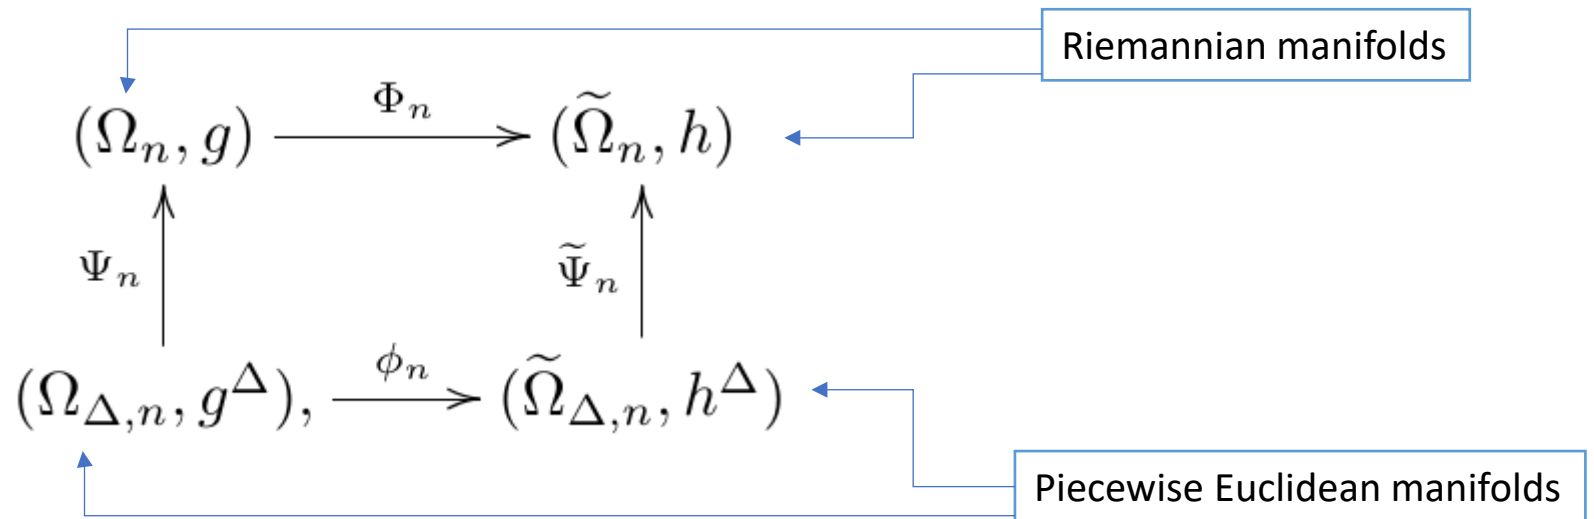 Riemannian manifolds
Φ_n
(Ω_n, g) ⟶ (Ω̃_n, h)
Ψ_n Ψ̃_n
ϕ_n
(Ω_{Δ,n}, g^Δ), ⟶ (Ω̃_{Δ,n}, h^Δ)
Piecewise Euclidean manifolds